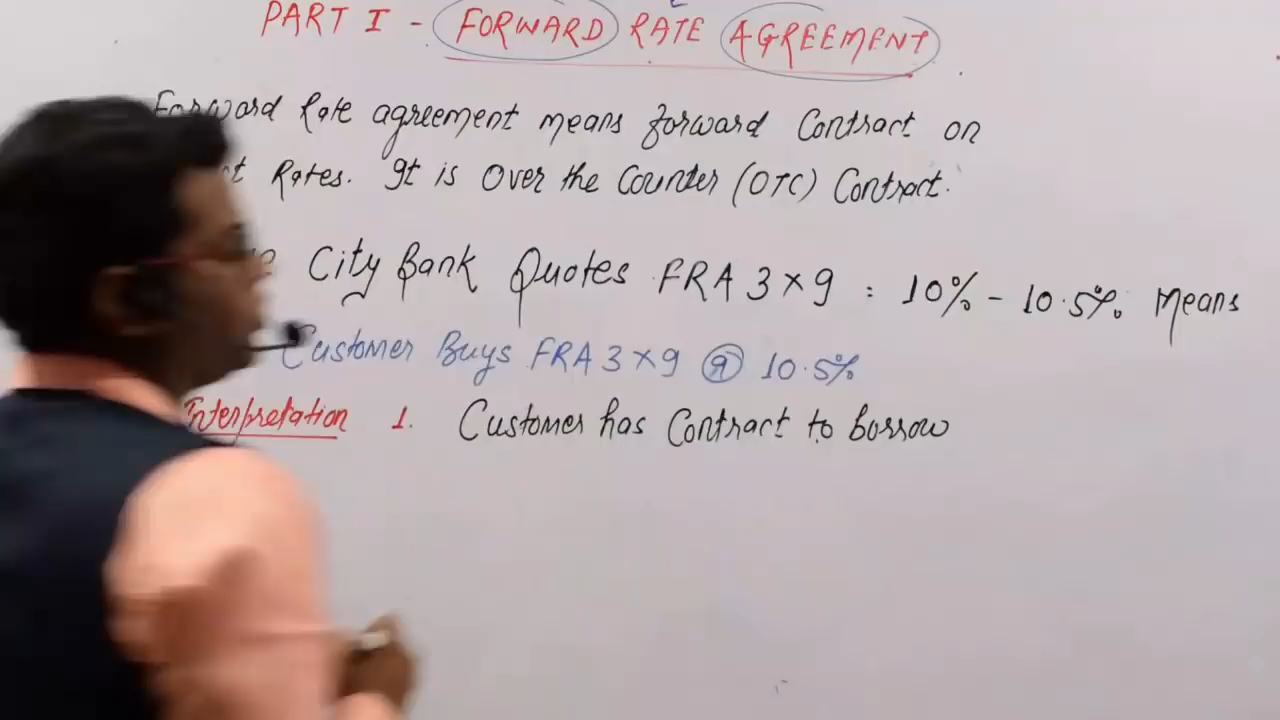 PART I - FORWARD RATE AGREEMENT
Forward Rate agreement means forward Contract on
Rates. It is Over the Counter (OTC) Contract.
City Bank Quotes FRA 3×9 : 10% - 10.5% Means
Customer Buys FRA 3×9 @ 10.5%
Interpretation 1. Customer has Contract to borrow